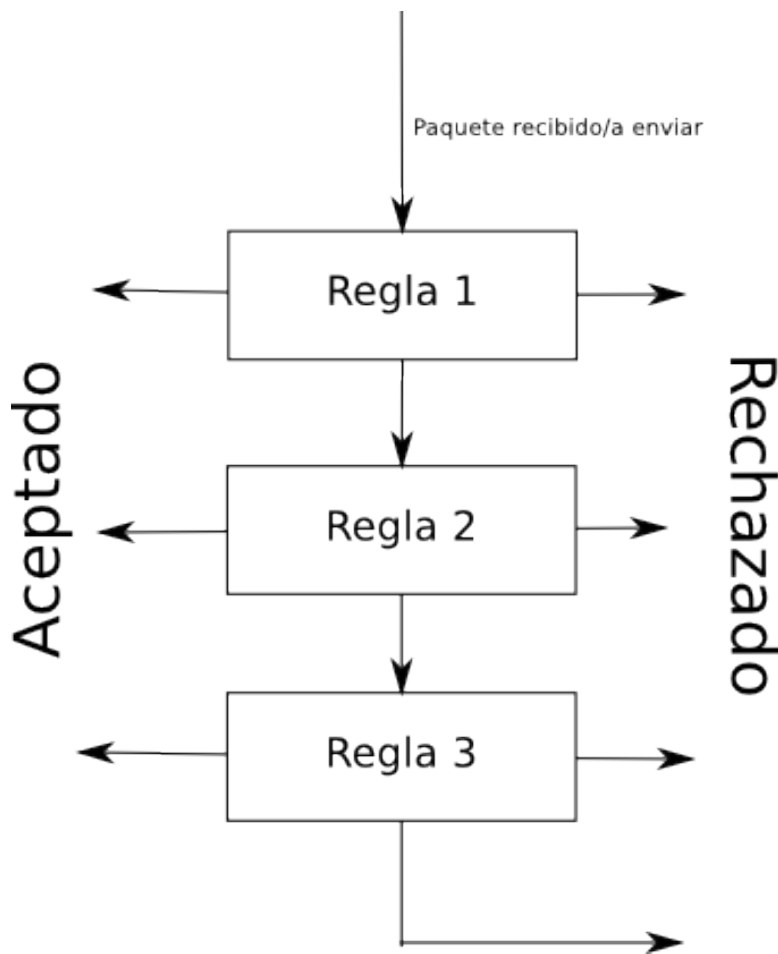 Paquete recibido/a enviar
Regla 1
Aceptado
Rechazado
Regla 2
Regla 3